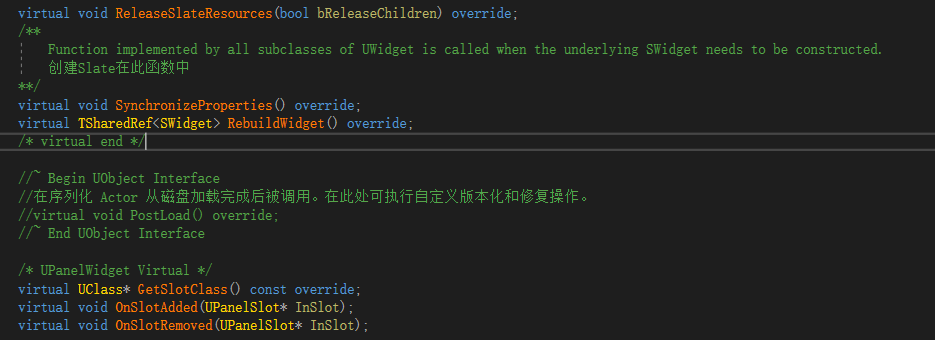 virtual void ReleaseSlateResources(bool bReleaseChildren) override;
/**
Function implemented by all subclasses of UWidget is called when the underlying SWidget needs to be constructed.
创建Slate在此函数中
**/
virtual void SynchronizeProperties() override;
virtual TSharedRef<SWidget> RebuildWidget() override;
/* virtual end */
//~ Begin UObject Interface
//在序列化 Actor 从磁盘加载完成后被调用。在此处可执行自定义版本化和修复操作。
//virtual void PostLoad() override;
//~ End UObject Interface
/* UPanelWidget Virtual */
virtual UClass* GetSlotClass() const override;
virtual void OnSlotAdded(UPanelSlot* InSlot);
virtual void OnSlotRemoved(UPanelSlot* InSlot);